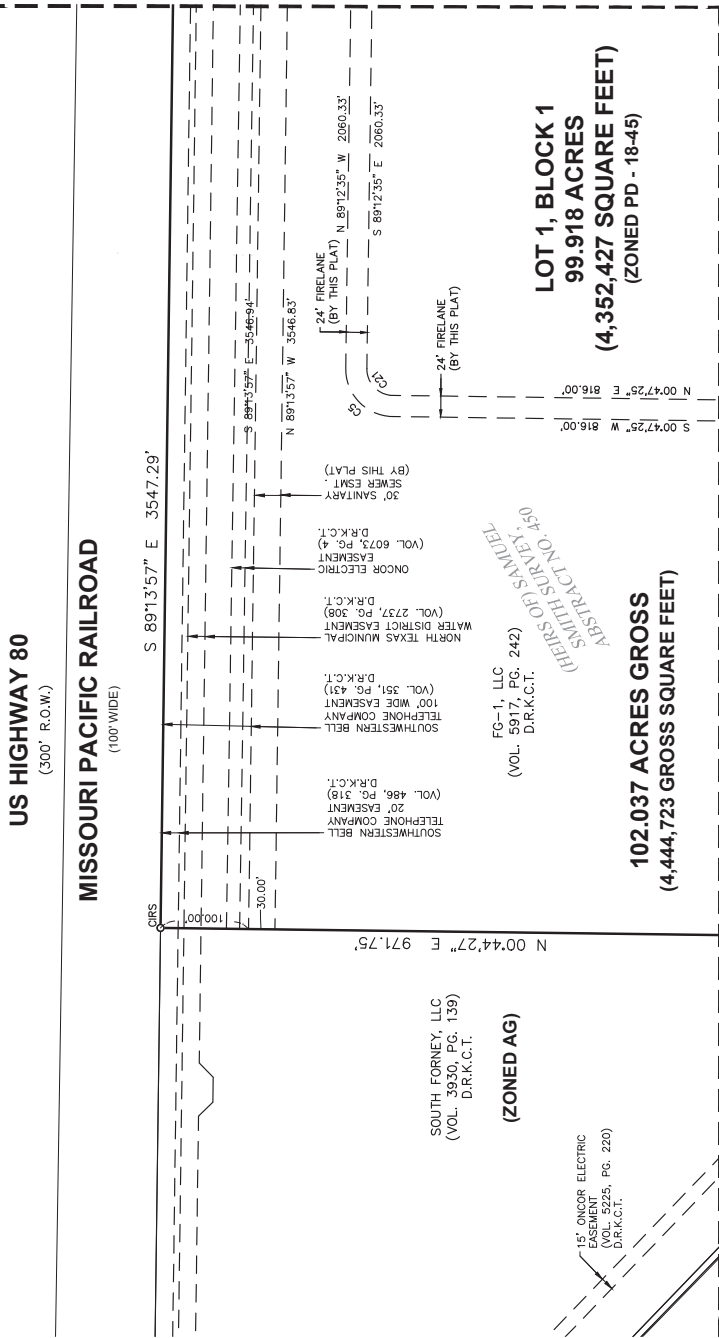 US HIGHWAY 80
(300' R.O.W.)
MISSOURI PACIFIC RAILROAD
(100' WIDE)
S 89°13'57" E 3547.29'
CIRS
100.00'
30.00'
S 89°13'57" E 3546.94'
N 89°13'57" W 3546.83'
N 89°12'35" W 2060.33'
S 89°12'35" E 2060.33'
24' FIRELANE
(BY THIS PLAT)
C5
C21
24' FIRELANE
(BY THIS PLAT)
N 00°47'25" E 816.00'
S 00°47'25" W 816.00'
LOT 1, BLOCK 1
99.918 ACRES
(4,352,427 SQUARE FEET)
(ZONED PD - 18-45)
30' SANITARY
SEWER ESMT.
(BY THIS PLAT)
ONCOR ELECTRIC
EASEMENT
(VOL. 6073, PG. 4)
D.R.K.C.T.
NORTH TEXAS MUNICIPAL
WATER DISTRICT EASEMENT
(VOL. 2737, PG. 308)
D.R.K.C.T.
SOUTHWESTERN BELL
TELEPHONE COMPANY
100' WIDE EASEMENT
(VOL. 351, PG. 431)
D.R.K.C.T.
SOUTHWESTERN BELL
TELEPHONE COMPANY
20' EASEMENT
(VOL. 486, PG. 318)
D.R.K.C.T.
(HEIRS OF) SAMUEL
SMITH SURVEY,
ABSTRACT NO. 450
FG-1, LLC
(VOL. 5917, PG. 242)
D.R.K.C.T.
102.037 ACRES GROSS
(4,444,723 GROSS SQUARE FEET)
N 00°44'27" E 971.75'
SOUTH FORNEY, LLC
(VOL. 3930, PG. 139)
D.R.K.C.T.
(ZONED AG)
15' ONCOR ELECTRIC
EASEMENT
(VOL. 5225, PG. 220)
D.R.K.C.T.